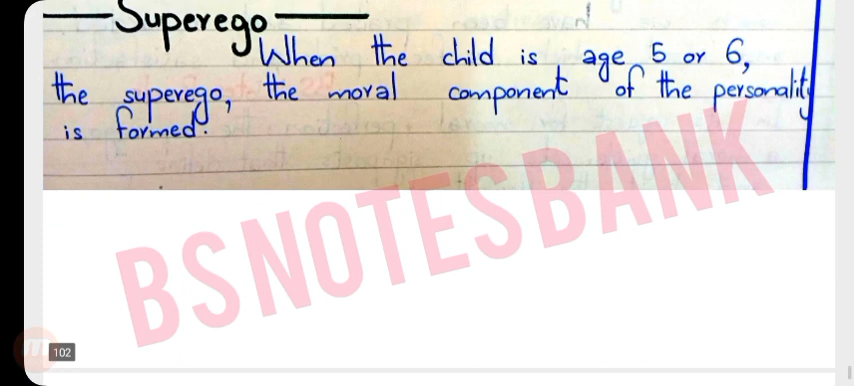 Superego
When the child is age 5 or 6,
the superego, the moral component of the personality
is formed.
BSNOTESBANK
102